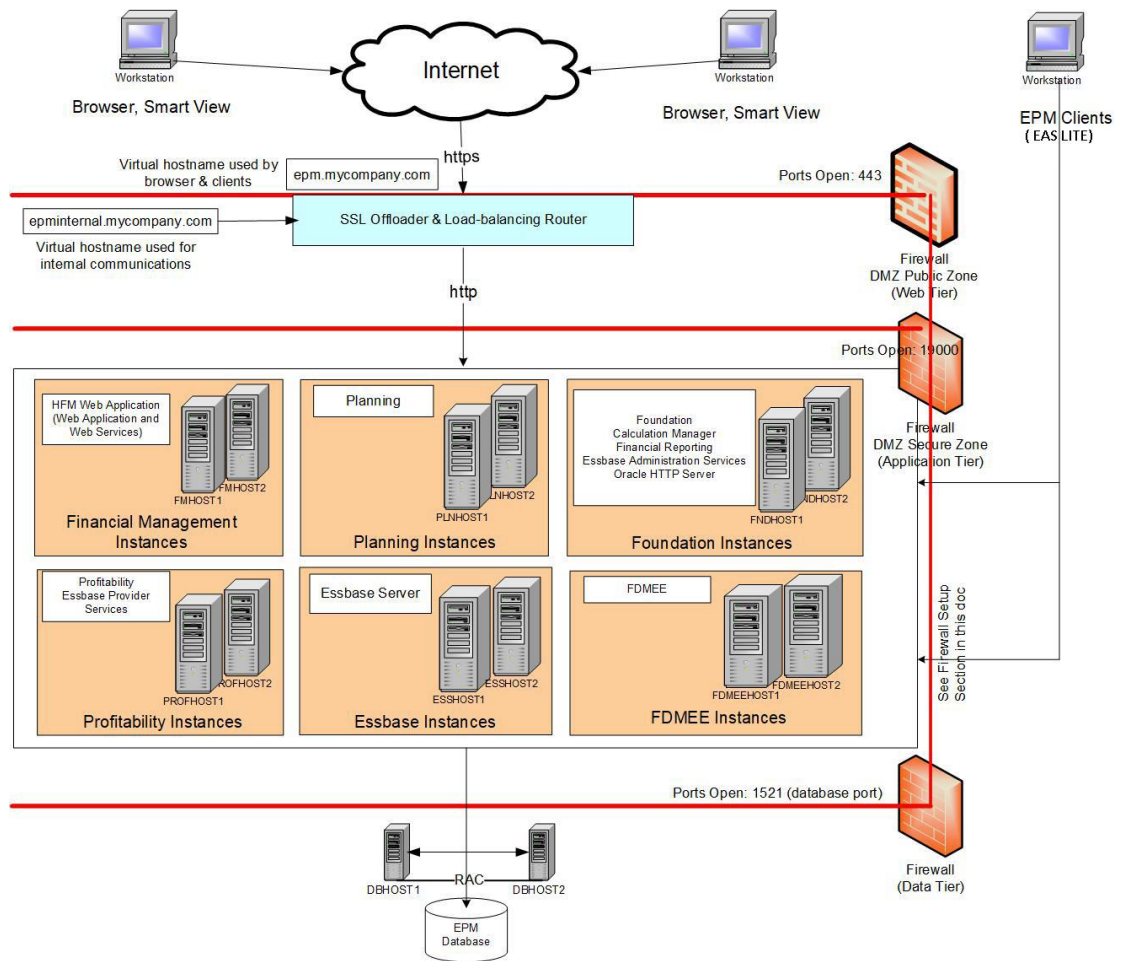 Workstation
Browser, Smart View
Internet
Workstation
Browser, Smart View
Workstation
EPM Clients
( EAS LITE)
https
Virtual hostname used by
browser & clients
epm.mycompany.com
Ports Open: 443
epminternal.mycompany.com
Virtual hostname used for
internal communications
SSL Offloader & Load-balancing Router
Firewall
DMZ Public Zone
(Web Tier)
http
Ports Open: 19000
Firewall
DMZ Secure Zone
(Application Tier)
HFM Web Application
(Web Application and
Web Services)
FMHOST2
FMHOST1
Financial Management
Instances
Planning
LNHOST2
PLNHOST1
Planning Instances
Foundation
Calculation Manager
Financial Reporting
Essbase Administration Services
Oracle HTTP Server
NDHOST2
FNDHOST1
Foundation Instances
Profitability
Essbase Provider
Services
ROFHOST2
PROFHOST1
Profitability Instances
Essbase Server
ESSHOST2
ESSHOST1
Essbase Instances
FDMEE
FDMEEHOST2
FDMEEHOST1
FDMEE Instances
See Firewall Setup
Section in this doc
Ports Open: 1521 (database port)
Firewall
(Data Tier)
RAC
DBHOST1
DBHOST2
EPM
Database